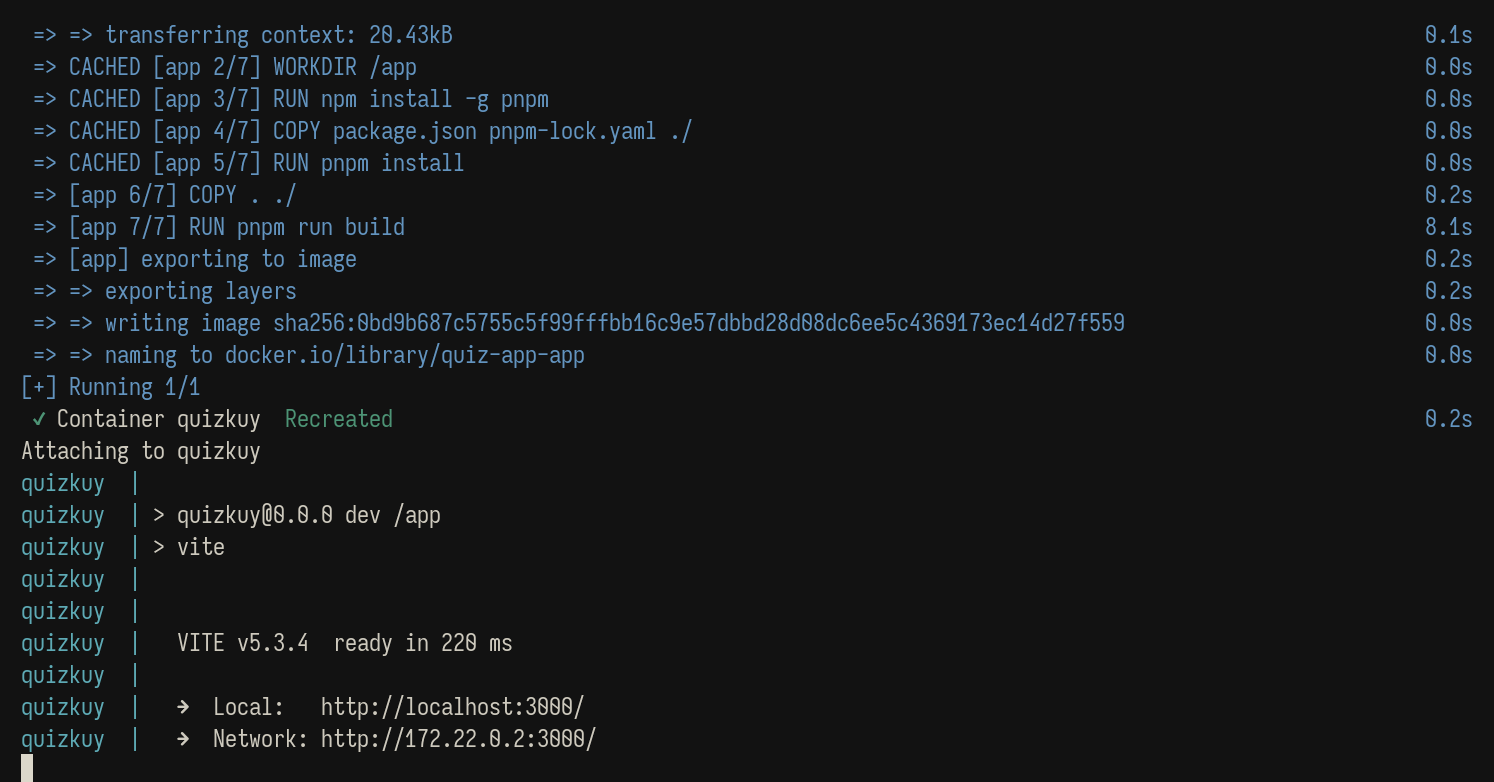 => => transferring context: 20.43kB 0.1s
=> CACHED [app 2/7] WORKDIR /app 0.0s
=> CACHED [app 3/7] RUN npm install -g pnpm 0.0s
=> CACHED [app 4/7] COPY package.json pnpm-lock.yaml ./ 0.0s
=> CACHED [app 5/7] RUN pnpm install 0.0s
=> [app 6/7] COPY . ./ 0.2s
=> [app 7/7] RUN pnpm run build 8.1s
=> [app] exporting to image 0.2s
=> => exporting layers 0.2s
=> => writing image sha256:0bd9b687c5755c5f99fffbb16c9e57dbbd28d08dc6ee5c4369173ec14d27f559 0.0s
=> => naming to docker.io/library/quiz-app-app 0.0s
[+] Running 1/1
✓ Container quizkuy  Recreated 0.2s
Attaching to quizkuy
quizkuy  |
quizkuy  | > quizkuy@0.0.0 dev /app
quizkuy  | > vite
quizkuy  |
quizkuy  |
quizkuy  |   VITE v5.3.4  ready in 220 ms
quizkuy  |
quizkuy  |   ➜  Local:   http://localhost:3000/
quizkuy  |   ➜  Network: http://172.22.0.2:3000/